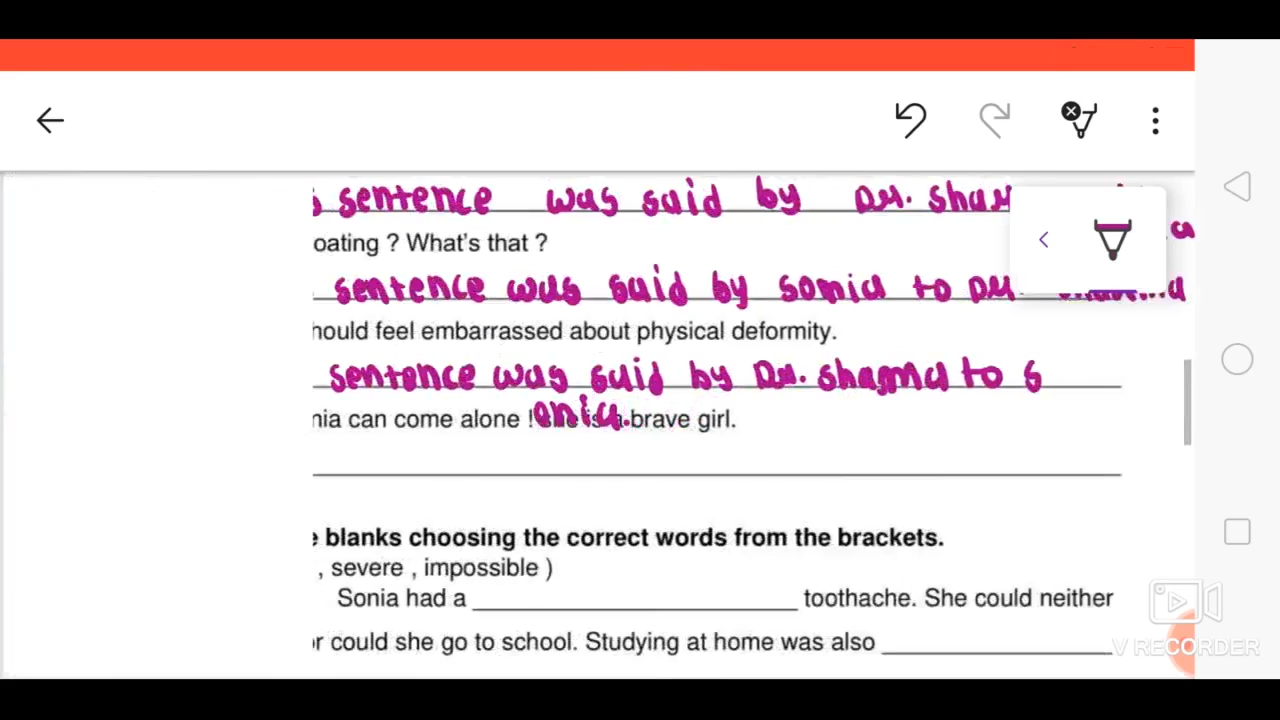 sentence was said by DR. shar
oating ? What's that ?
sentence was said by sonia to DR.
hould feel embarrassed about physical deformity.
sentence was said by DR. sharma to s
onia.
nia can come alone ! she is a brave girl.
e blanks choosing the correct words from the brackets.
, severe , impossible )
Sonia had a ____________ toothache. She could neither
or could she go to school. Studying at home was also ____________
V RECORDER